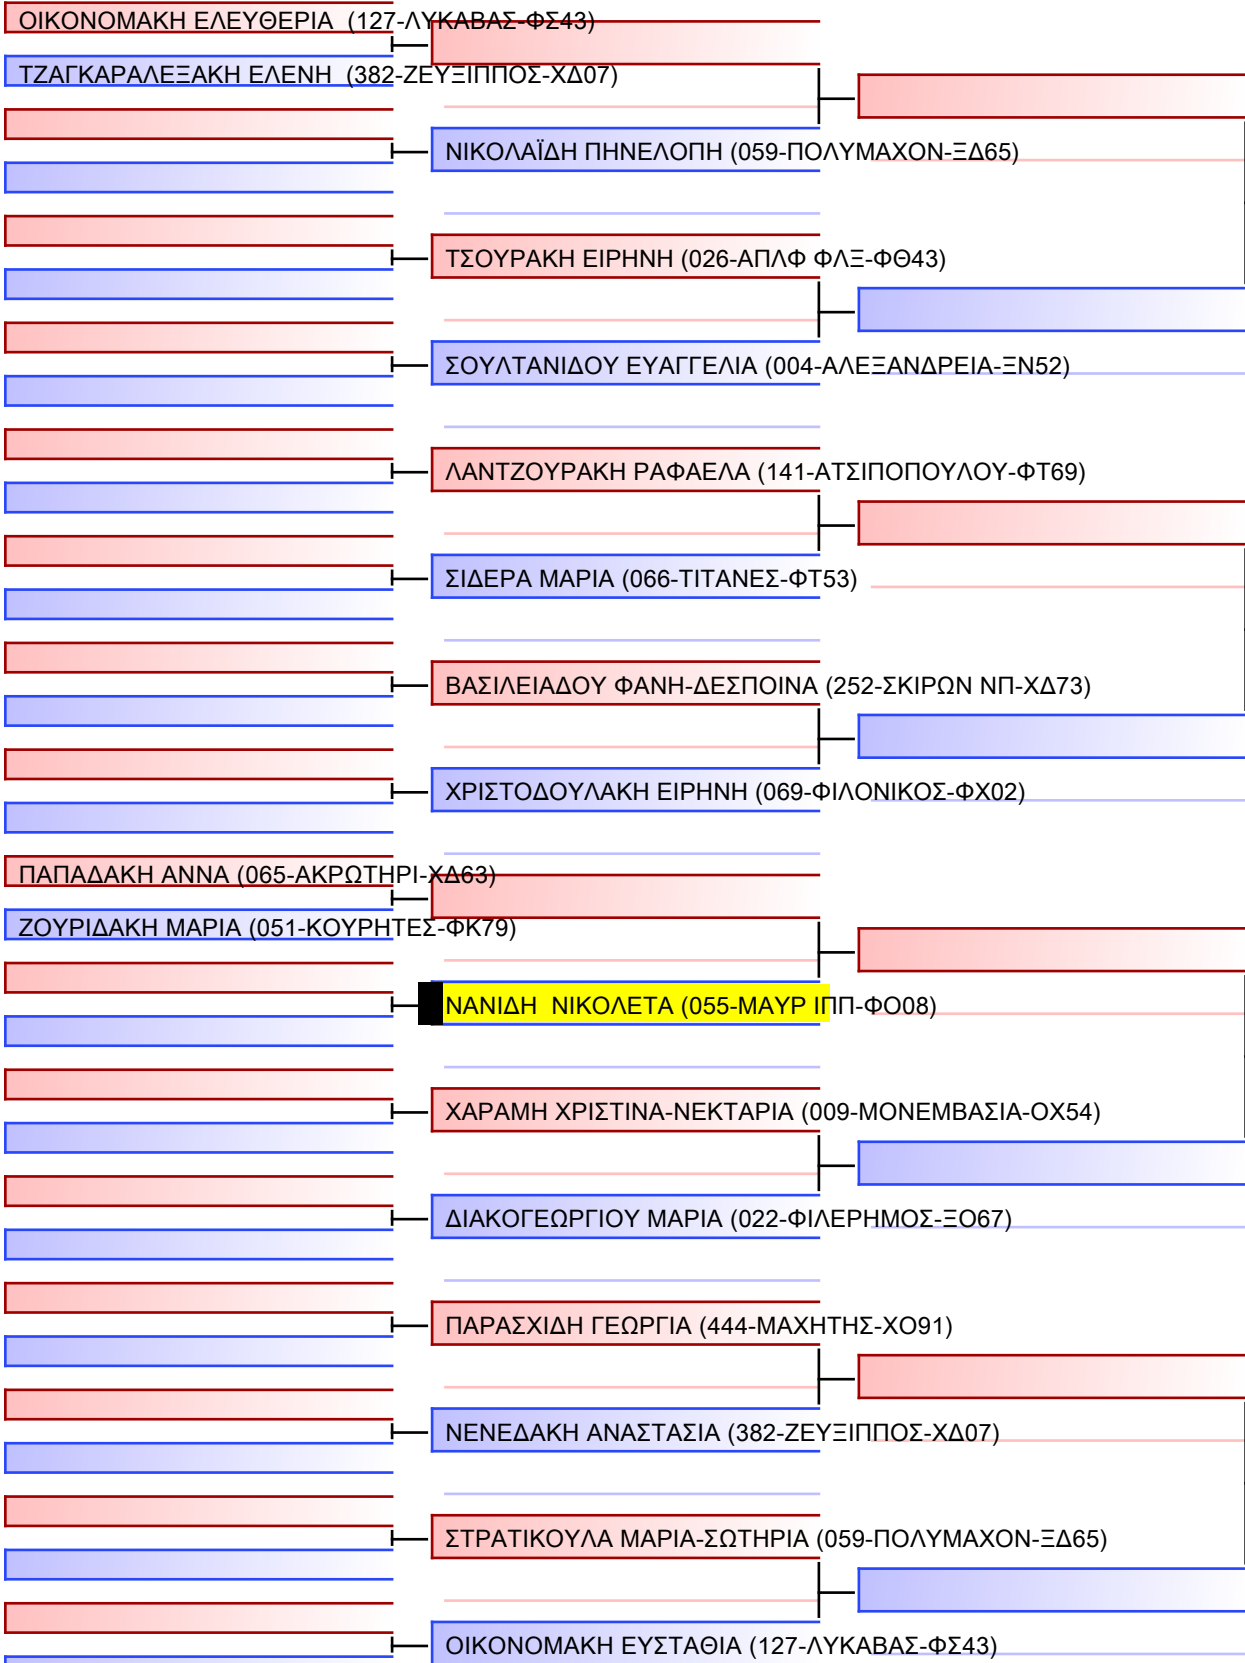 ΟΙΚΟΝΟΜΑΚΗ ΕΛΕΥΘΕΡΙΑ (127-ΛΥΚΑΒΑΣ-ΦΣ43)
ΤΖΑΓΚΑΡΑΛΕΞΑΚΗ ΕΛΕΝΗ (382-ΖΕΥΞΙΠΠΟΣ-ΧΔ07)
ΝΙΚΟΛΑΪΔΗ ΠΗΝΕΛΟΠΗ (059-ΠΟΛΥΜΑΧΟΝ-ΞΔ65)
ΤΣΟΥΡΑΚΗ ΕΙΡΗΝΗ (026-ΑΠΛΦ ΦΛΞ-ΦΘ43)
ΣΟΥΛΤΑΝΙΔΟΥ ΕΥΑΓΓΕΛΙΑ (004-ΑΛΕΞΑΝΔΡΕΙΑ-ΞΝ52)
ΛΑΝΤΖΟΥΡΑΚΗ ΡΑΦΑΕΛΑ (141-ΑΤΣΙΠΟΠΟΥΛΟΥ-ΦΤ69)
ΣΙΔΕΡΑ ΜΑΡΙΑ (066-ΤΙΤΑΝΕΣ-ΦΤ53)
ΒΑΣΙΛΕΙΑΔΟΥ ΦΑΝΗ-ΔΕΣΠΟΙΝΑ (252-ΣΚΙΡΩΝ ΝΠ-ΧΔ73)
ΧΡΙΣΤΟΔΟΥΛΑΚΗ ΕΙΡΗΝΗ (069-ΦΙΛΟΝΙΚΟΣ-ΦΧ02)
ΠΑΠΑΔΑΚΗ ΑΝΝΑ (065-ΑΚΡΩΤΗΡΙ-ΧΔ63)
ΖΟΥΡΙΔΑΚΗ ΜΑΡΙΑ (051-ΚΟΥΡΗΤΕΣ-ΦΚ79)
ΝΑΝΙΔΗ ΝΙΚΟΛΕΤΑ (055-ΜΑΥΡ ΙΠΠ-ΦΟ08)
ΧΑΡΑΜΗ ΧΡΙΣΤΙΝΑ-ΝΕΚΤΑΡΙΑ (009-ΜΟΝΕΜΒΑΣΙΑ-ΟΧ54)
ΔΙΑΚΟΓΕΩΡΓΙΟΥ ΜΑΡΙΑ (022-ΦΙΛΕΡΗΜΟΣ-ΞΟ67)
ΠΑΡΑΣΧΙΔΗ ΓΕΩΡΓΙΑ (444-ΜΑΧΗΤΗΣ-ΧΟ91)
ΝΕΝΕΔΑΚΗ ΑΝΑΣΤΑΣΙΑ (382-ΖΕΥΞΙΠΠΟΣ-ΧΔ07)
ΣΤΡΑΤΙΚΟΥΛΑ ΜΑΡΙΑ-ΣΩΤΗΡΙΑ (059-ΠΟΛΥΜΑΧΟΝ-ΞΔ65)
ΟΙΚΟΝΟΜΑΚΗ ΕΥΣΤΑΘΙΑ (127-ΛΥΚΑΒΑΣ-ΦΣ43)